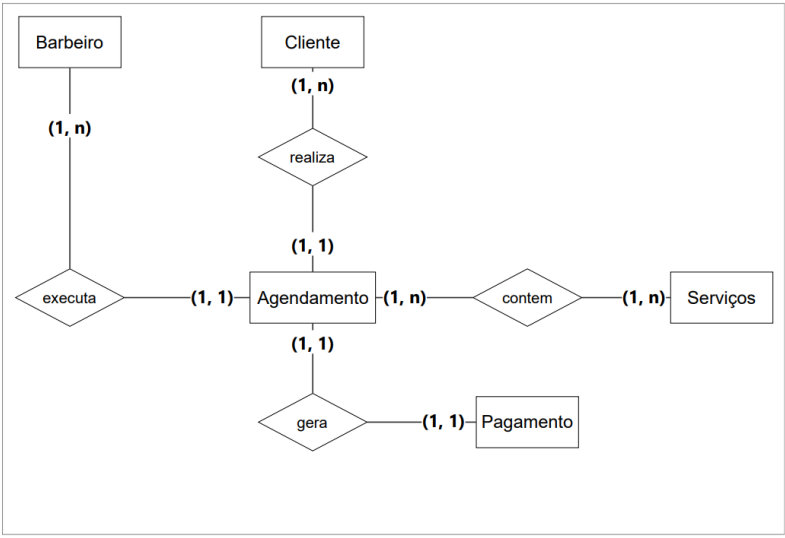 Barbeiro
Cliente
(1, n)
(1, n)
realiza
(1, 1)
executa
(1, 1)
Agendamento
(1, n)
contem
(1, n)
Serviços
(1, 1)
gera
(1, 1)
Pagamento